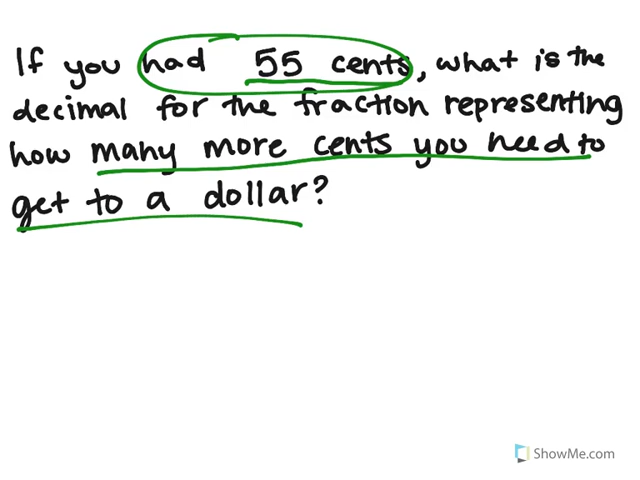 If you had 55 cents, what is the
decimal for the fraction representing
how many more cents you need to
get to a dollar?
ShowMe.com